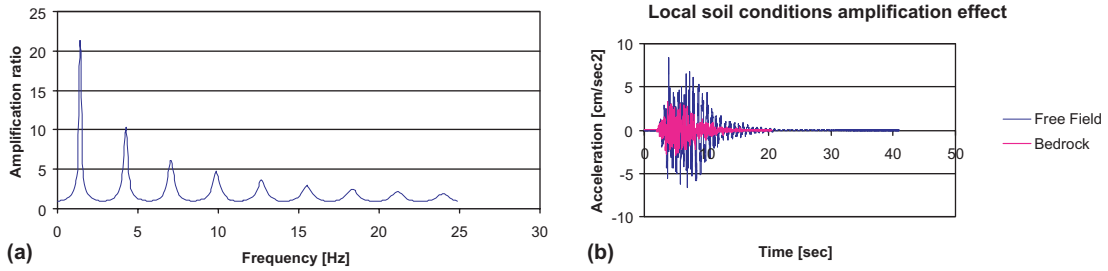 25
20
15
10
5
0
Amplification ratio
0 5 10 15 20 25 30
Frequency [Hz]
(a)
Local soil conditions amplification effect
10
5
0
-5
-10
Acceleration [cm/sec2]
0 10 20 30 40 50
Time [sec]
Free Field
Bedrock
(b)